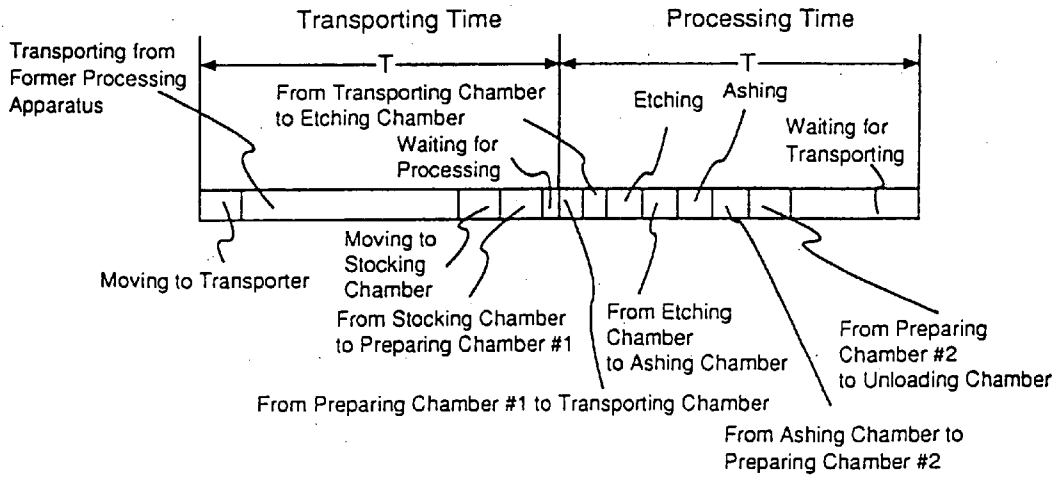 Transporting Time
Processing Time
Transporting from
Former Processing
Apparatus
T
T
From Transporting Chamber
to Etching Chamber
Etching
Ashing
Waiting for
Processing
Waiting for
Transporting
Moving to Transporter
Moving to
Stocking
Chamber
From Stocking Chamber
to Preparing Chamber #1
From Etching
Chamber
to Ashing Chamber
From Preparing
Chamber #2
to Unloading Chamber
From Preparing Chamber #1 to Transporting Chamber
From Ashing Chamber to
Preparing Chamber #2